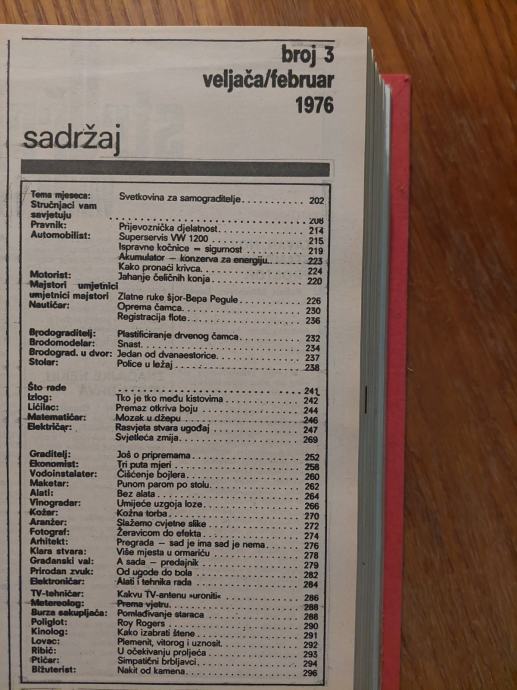 broj 3
veljača/februar
1976
sadržaj
Tema mjeseca: Svetkovina za samograditelje 202
Stručnjaci vam
savjetuju 206
Pravnik: Prijevoznička djelatnost 214
Automobilist: Superservis VW 1200 215
Ispravne kočnice — sigurnost 219
Akumulator — konzerva za energiju 223
Kako pronaći krivca 224
Motorist: Jahanje čeličnih konja 220
Majstori umjetnici
umjetnici majstori Zlatne ruke šjor-Bepa Pegule 226
Nautičar: Oprema čamca 230
Registracija flote 236
Brodograditelj: Plastificiranje drvenog čamca 232
Brodomodelar: Snast 234
Brodograd. u dvor: Jedan od dvanaestorice 237
Stolar: Police u ležaj 238
Što rade 241
Izlog: Tko je tko među kistovima 242
Ličilac: Premaz otkriva boju 244
Matematičar: Mozak u džepu 246
Električar: Rasvjeta stvara ugođaj 247
Svjetleća zmija 269
Graditelj: Još o pripremama 252
Ekonomist: Tri puta mjeri 258
Vodoinstalater: Čišćenje bojlera 260
Maketar: Punom parom po stolu 262
Alati: Bez alata 264
Vinogradar: Umijeće uzgoja loze 266
Kožar: Kožna torba 270
Aranžer: Slažemo cvjetne slike 272
Fotograf: Žeravicom do efekta 274
Arhitekt: Pregrada — sad je ima sad je nema 276
Klara stvara: Više mjesta u ormariću 278
Građanski val: A sada — predajnik 279
Prirodan zvuk: Od ugode do bola 282
Elektroničar: Alati i tehnika rada 284
TV-tehničar: Kakvu TV-antenu »uroniti« 286
Metereolog: Prema vjetru 288
Burza sakupljača: Pomlađivanje staraca 288
Poliglot: Roy Rogers 290
Kinolog: Kako izabrati štene 291
Lovac: Plemenit, vitorog i uznosit 292
Ribič: U očekivanju proljeća 293
Ptičar: Simpatični brbljavci 294
Bižuterist: Nakit od kamena 296